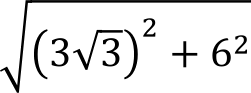 √((3√3)² + 6²)